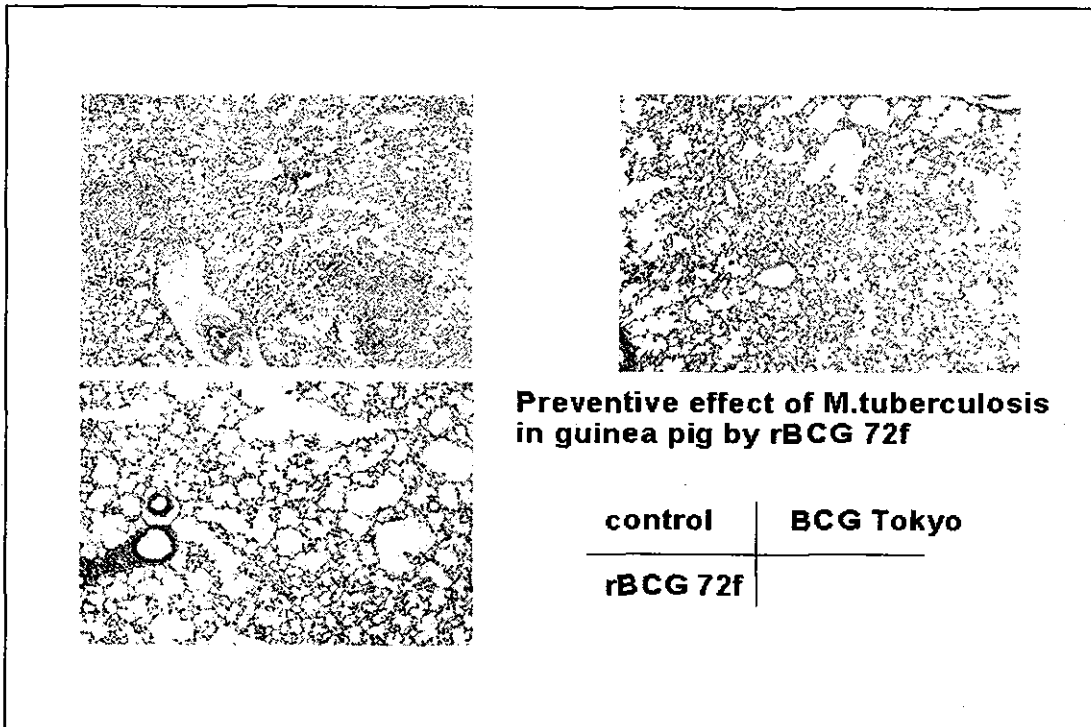 Preventive effect of M.tuberculosis
in guinea pig by rBCG 72f
control BCG Tokyo
rBCG 72f